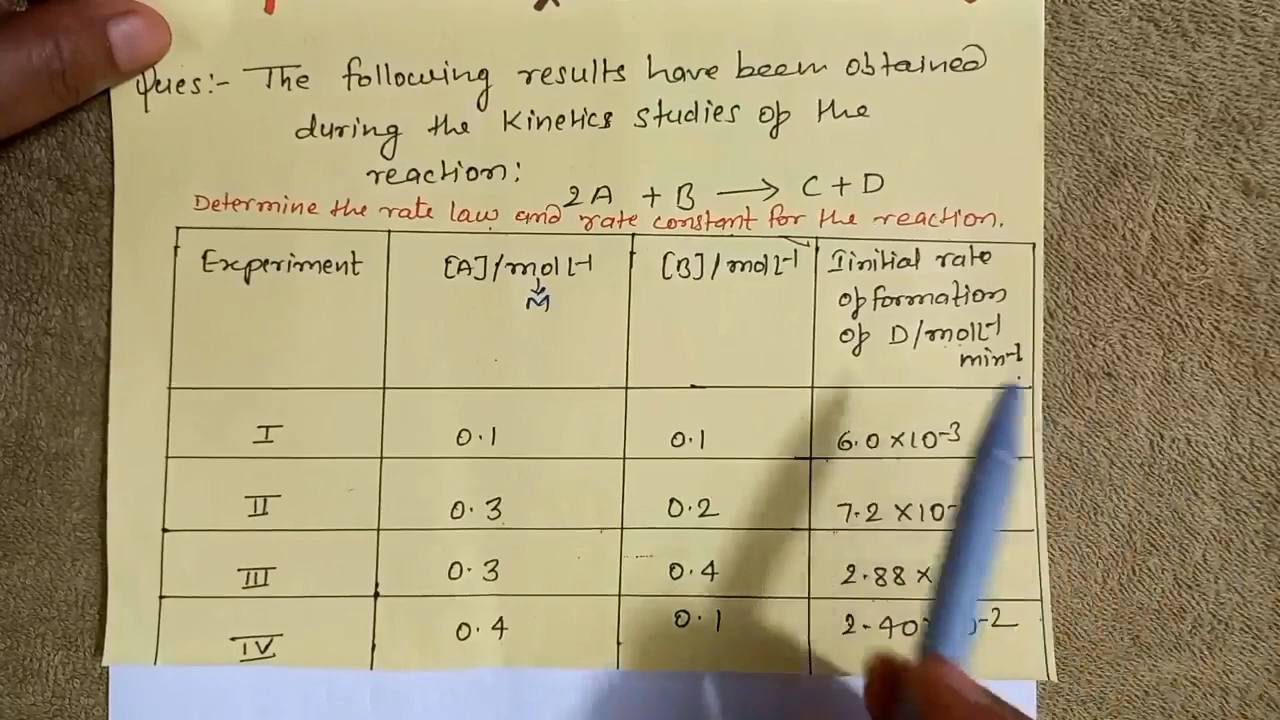 Ques:- The following results have been obtained
during the Kinetics studies of the
reaction:
2A + B ⟶ C + D
Determine the rate law and rate constant for the reaction.
Experiment [A]/mol L-1 [B]/mol L-1 Iinitial rate
of formation
of D/mol L-1
min-1
M
I 0.1 0.1 6.0 ×10-3
II 0.3 0.2 7.2 ×10-
III 0.3 0.4 2.88 ×
IV 0.4 0.1 2.40 -2